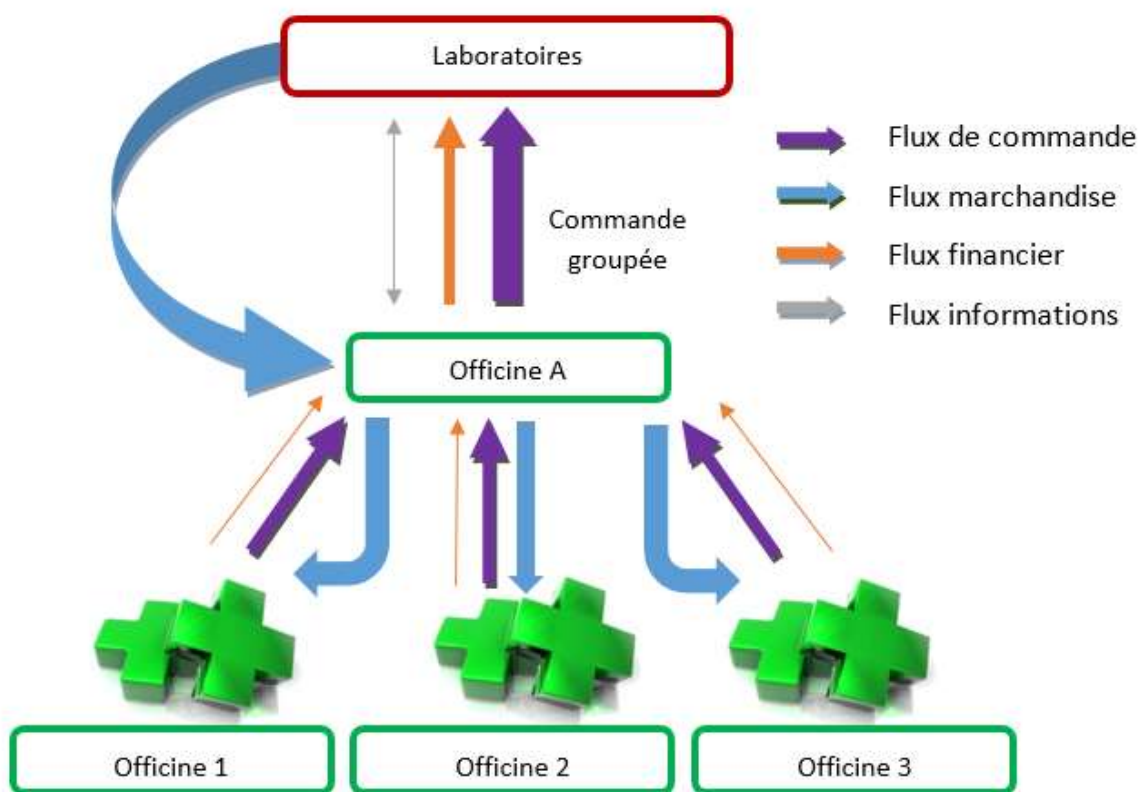 Laboratoires
Flux de commande
Flux marchandise
Commande
groupée
Flux financier
Flux informations
Officine A
Officine 1
Officine 2
Officine 3